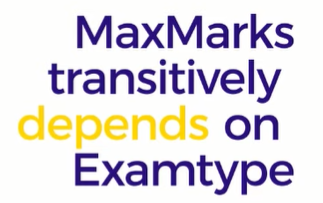 MaxMarks
transitively
depends on
Examtype